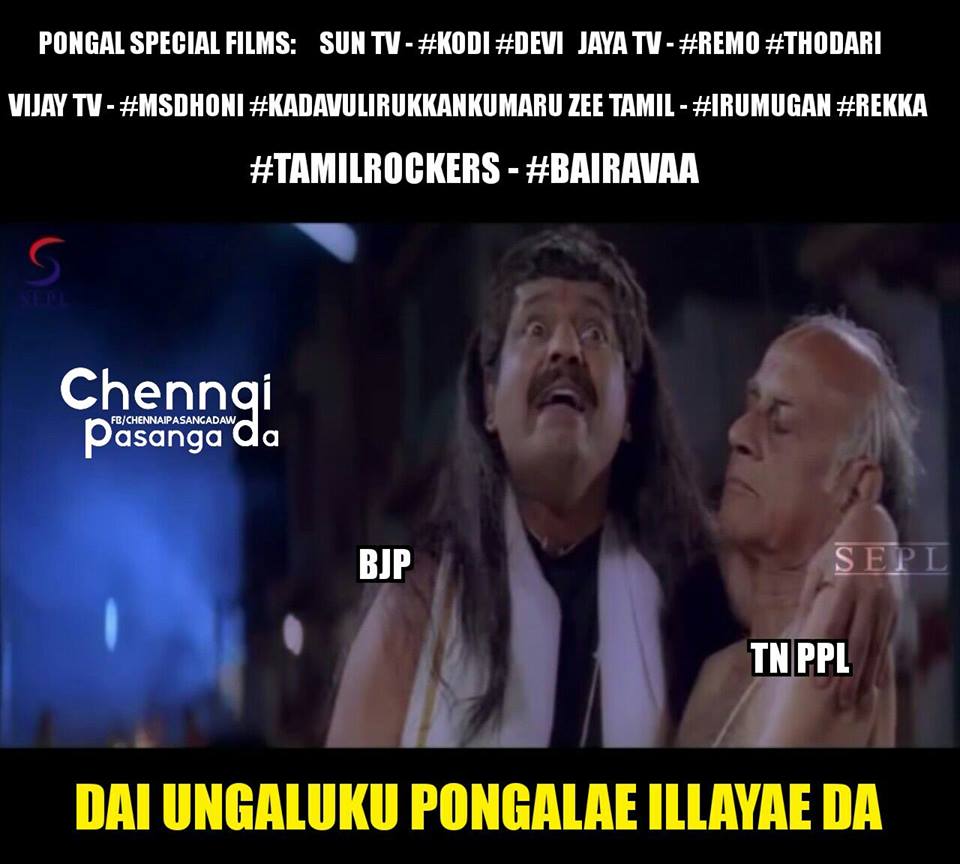 PONGAL SPECIAL FILMS: SUN TV - #KODI #DEVI JAYA TV - #REMO #THODARI
VIJAY TV - #MSDHONI #KADAVULIRUKKANKUMARU ZEE TAMIL - #IRUMUGAN #REKKA
#TAMILROCKERS - #BAIRAVAA
SEPL
Chennai
FB/CHENNAIPASANGADAW
Pasanga Da
BJP
SEPL
TN PPL
DAI UNGALUKU PONGALAE ILLAYAE DA